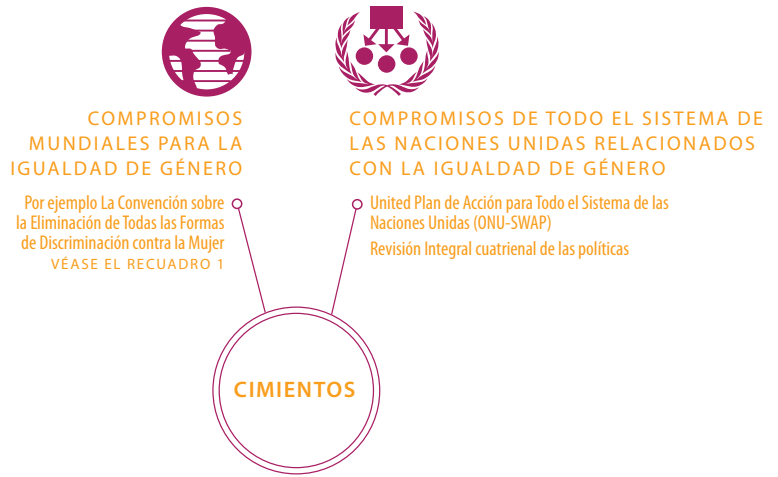 COMPROMISOS
MUNDIALES PARA LA
IGUALDAD DE GÉNERO
Por ejemplo La Convención sobre
la Eliminación de Todas las Formas
de Discriminación contra la Mujer
VÉASE EL RECUADRO 1
COMPROMISOS DE TODO EL SISTEMA DE
LAS NACIONES UNIDAS RELACIONADOS
CON LA IGUALDAD DE GÉNERO
United Plan de Acción para Todo el Sistema de las
Naciones Unidas (ONU-SWAP)
Revisión Integral cuatrienal de las políticas
CIMIENTOS